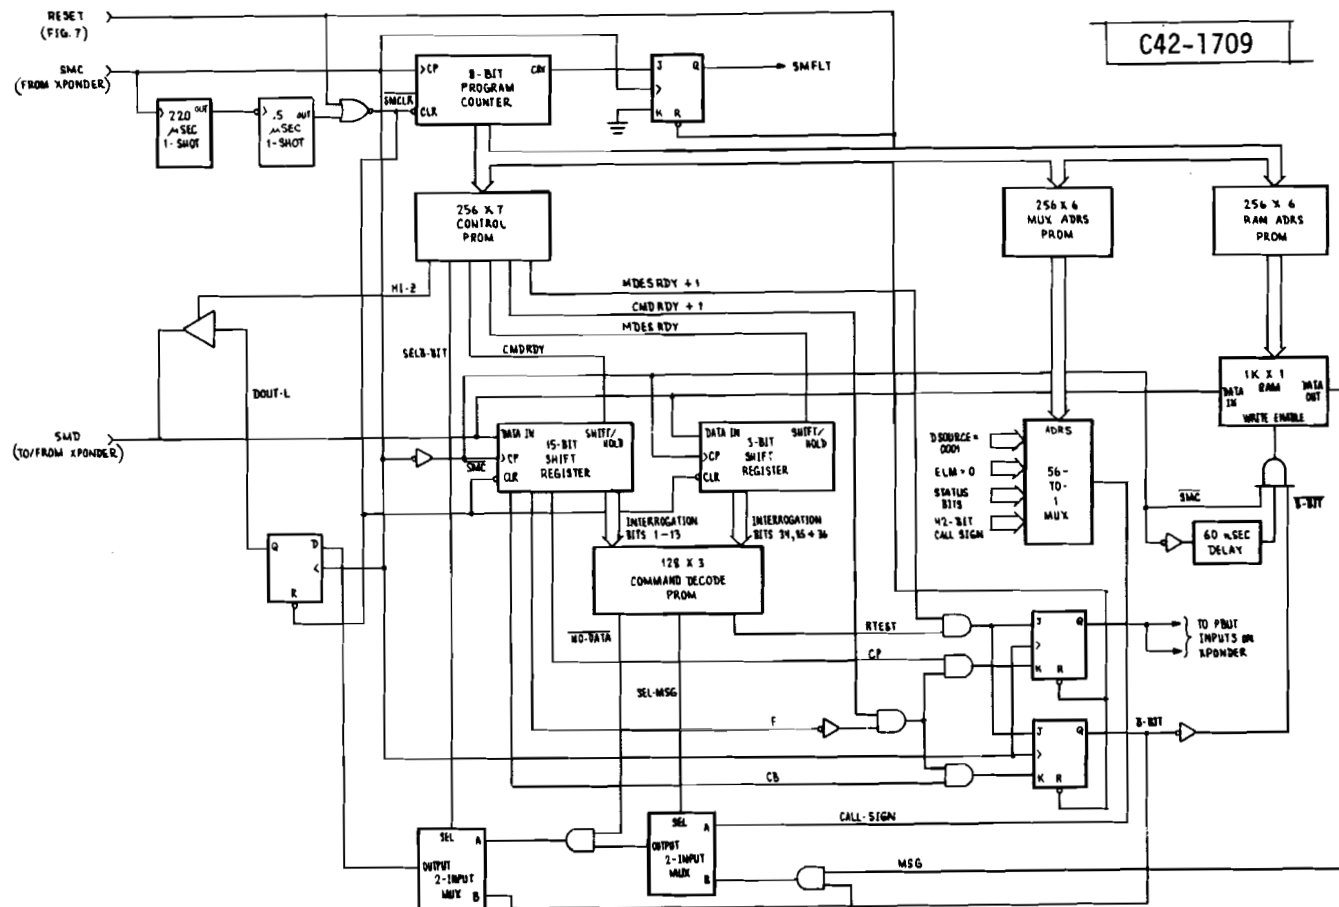 RESET
(FIG. 7)
C42-1709
SMC
(FROM XPONDER)
>CP
8-BIT
PROGRAM
COUNTER
CRY
CLR
SMCLR
J
Q
K
R
SMFLT
220
μSEC
1-SHOT
OUT
.5
μSEC
1-SHOT
OUT
256 X 7
CONTROL
PROM
256 X 6
MUX ADRS
PROM
256 X 6
RAM ADRS
PROM
HI-Z
MDESRDY + 1
CMDRDY + 1
MDESRDY
CMDRDY
SELB-BIT
DOUT-L
1K X 1
RAM
DATA
IN
DATA
OUT
WRITE ENABLE
SMD
(TO/FROM XPONDER)
DATA IN
SHIFT/
HOLD
15-BIT
SHIFT
REGISTER
>CP
CLR
SMC
DATA IN
SHIFT/
HOLD
3-BIT
SHIFT
REGISTER
>CP
CLR
DSOURCE =
0001
ELM = 0
STATUS
BITS
42-BIT
CALL SIGN
ADRS
56-
TO-
1
MUX
SMC
B-BIT
60 nSEC
DELAY
INTERROGATION
BITS 1-13
INTERROGATION
BITS 34, 35 + 36
Q
D
R
128 X 3
COMMAND DECODE
PROM
NO-DATA
SEL-MSG
RTEST
CP
F
CB
J
Q
K
R
TO PBUT
INPUTS ON
XPONDER
J
Q
K
R
B-BIT
CALL-SIGN
MSG
SEL
A
OUTPUT
2-INPUT
MUX
B
SEL
A
OUTPUT
2-INPUT
MUX
B